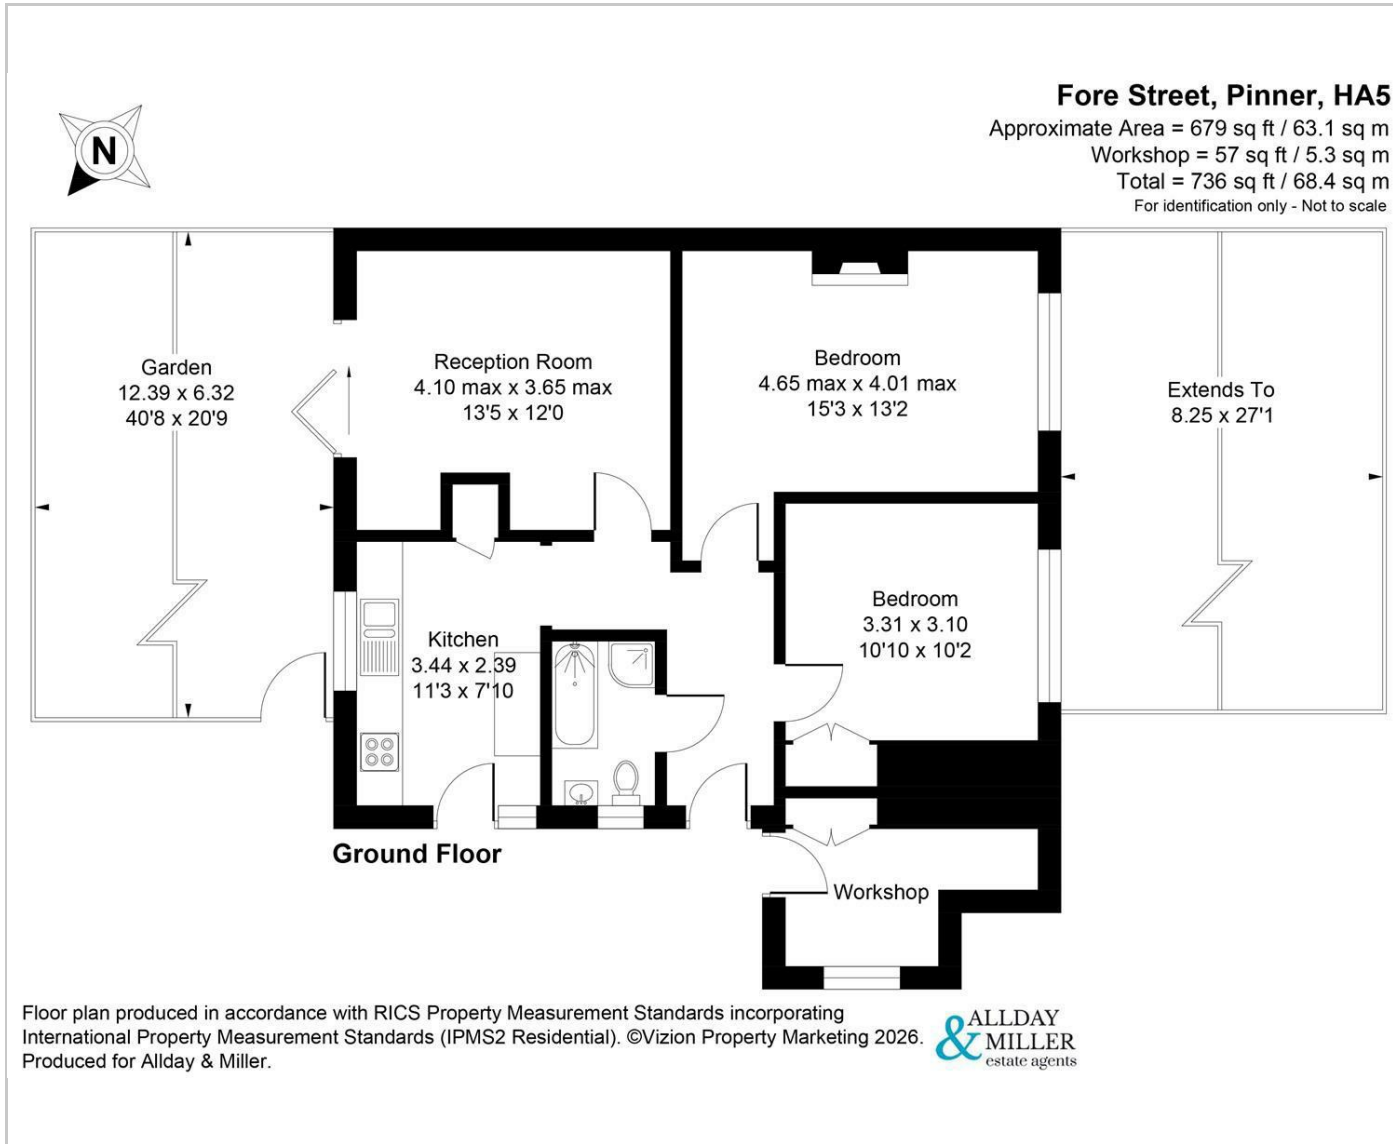 Fore Street, Pinner, HA5
Approximate Area = 679 sq ft / 63.1 sq m
Workshop = 57 sq ft / 5.3 sq m
Total = 736 sq ft / 68.4 sq m
For identification only - Not to scale
N
Garden
12.39 x 6.32
40'8 x 20'9
Reception Room
4.10 max x 3.65 max
13'5 x 12'0
Bedroom
4.65 max x 4.01 max
15'3 x 13'2
Extends To
8.25 x 27'1
Kitchen
3.44 x 2.39
11'3 x 7'10
Bedroom
3.31 x 3.10
10'10 x 10'2
Ground Floor
Workshop
Floor plan produced in accordance with RICS Property Measurement Standards incorporating
International Property Measurement Standards (IPMS2 Residential). ©Vizion Property Marketing 2026.
Produced for Allday & Miller.
ALLDAY
& MILLER
estate agents